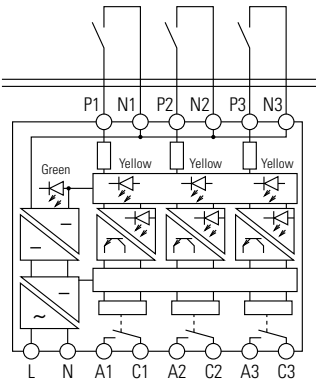 P1 N1 P2 N2 P3 N3
Green Yellow Yellow Yellow
L N A1 C1 A2 C2 A3 C3